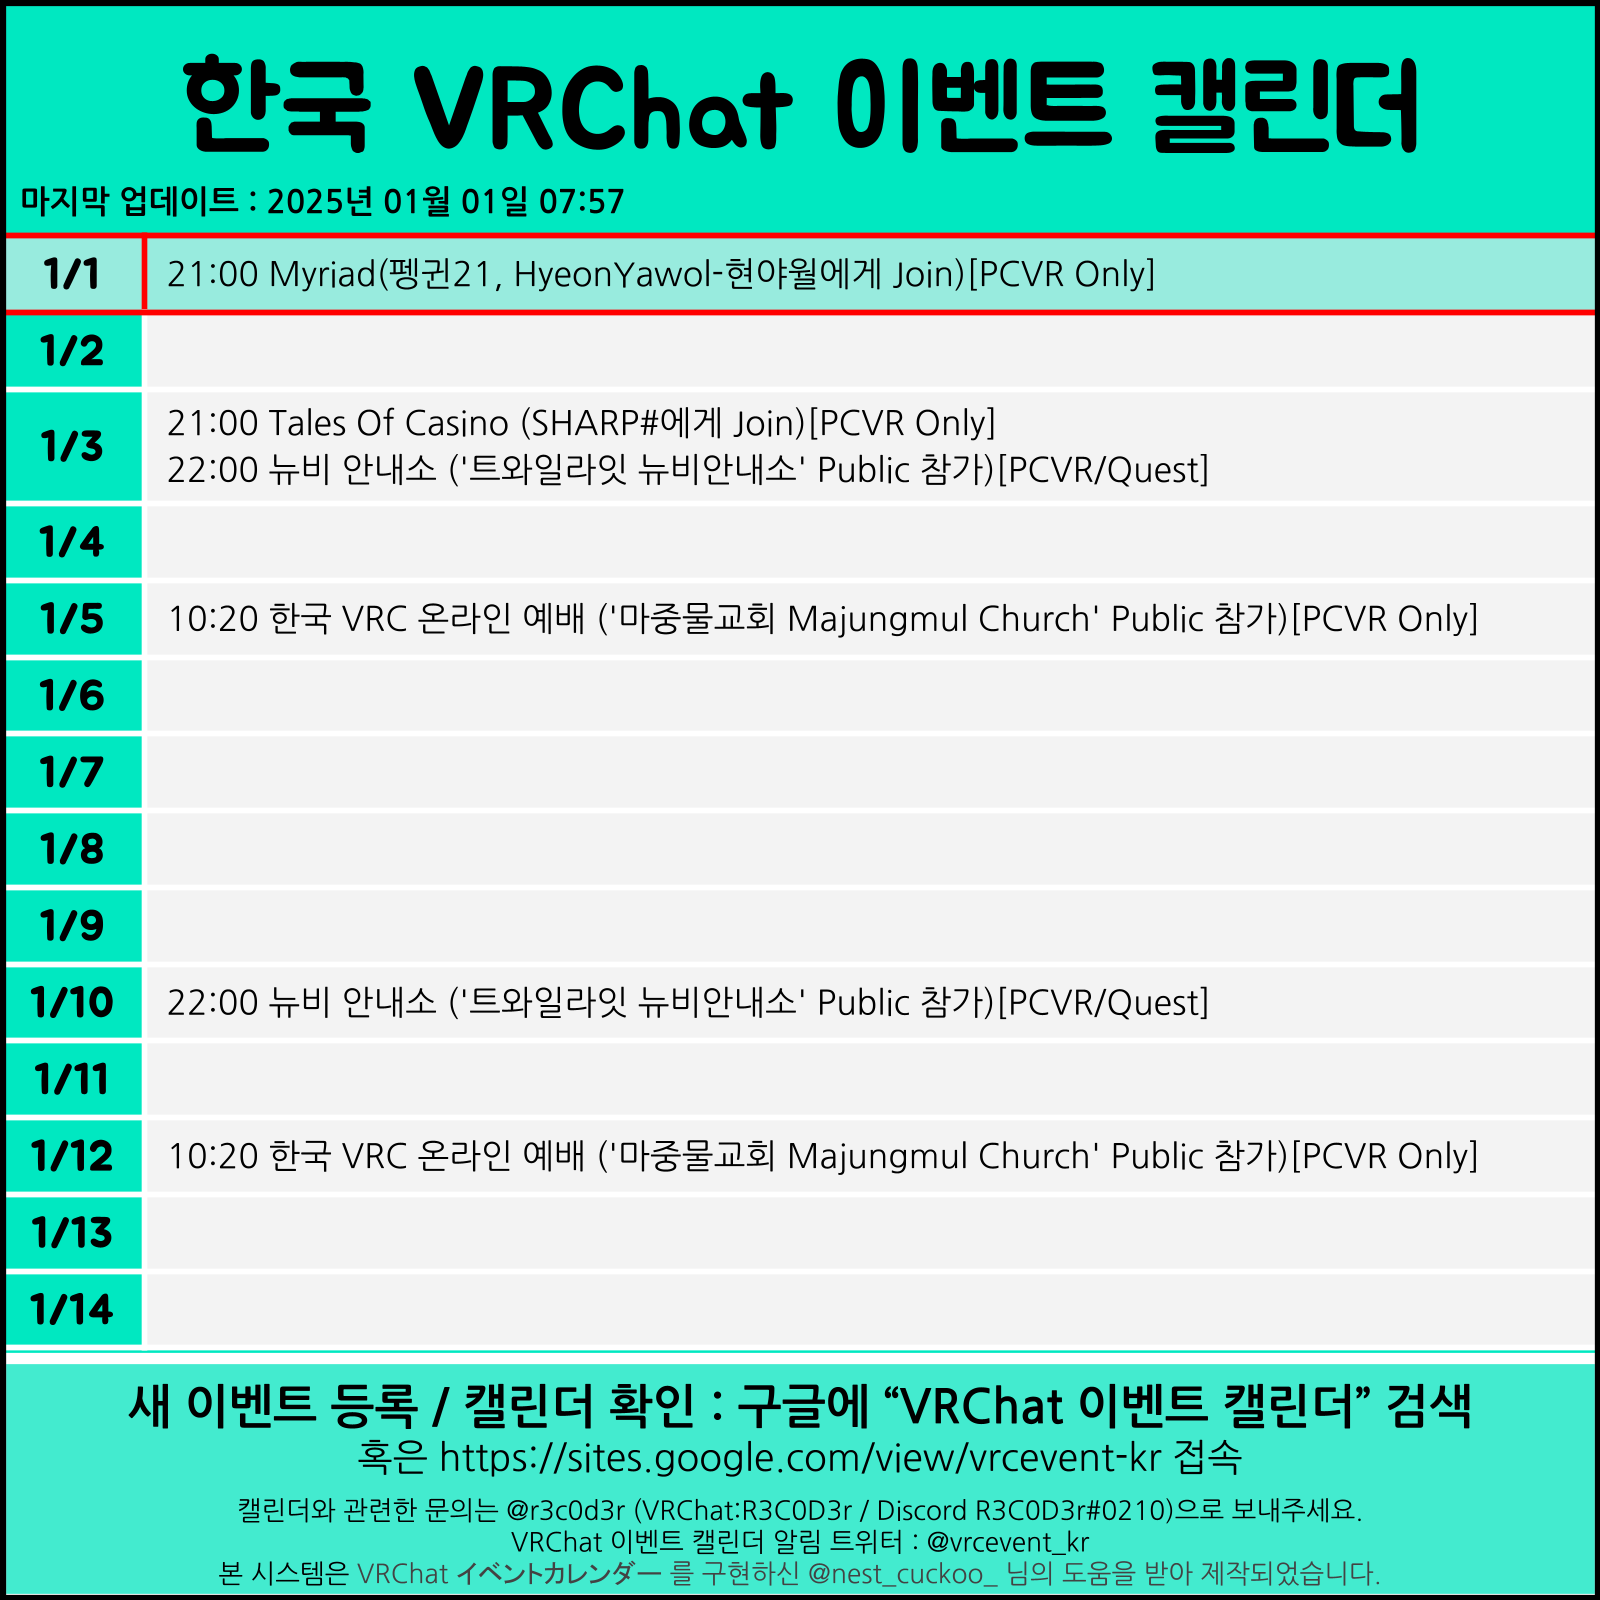 한국 VRChat 이벤트 캘린더
마지막 업데이트 : 2025년 01월 01일 07:57
1/1
21:00 Myriad(펭귄21, HyeonYawol-현야월에게 Join)[PCVR Only]
1/2
1/3
21:00 Tales Of Casino (SHARP#에게 Join)[PCVR Only]
22:00 뉴비 안내소 ('트와일라잇 뉴비안내소' Public 참가)[PCVR/Quest]
1/4
1/5
10:20 한국 VRC 온라인 예배 ('마중물교회 Majungmul Church' Public 참가)[PCVR Only]
1/6
1/7
1/8
1/9
1/10
22:00 뉴비 안내소 ('트와일라잇 뉴비안내소' Public 참가)[PCVR/Quest]
1/11
1/12
10:20 한국 VRC 온라인 예배 ('마중물교회 Majungmul Church' Public 참가)[PCVR Only]
1/13
1/14
새 이벤트 등록 / 캘린더 확인 : 구글에 “VRChat 이벤트 캘린더” 검색
혹은 https://sites.google.com/view/vrcevent-kr 접속
캘린더와 관련한 문의는 @r3c0d3r (VRChat:R3C0D3r / Discord R3C0D3r#0210)으로 보내주세요.
VRChat 이벤트 캘린더 알림 트위터 : @vrcevent_kr
본 시스템은 VRChat イベントカレンダー 를 구현하신 @nest_cuckoo_ 님의 도움을 받아 제작되었습니다.